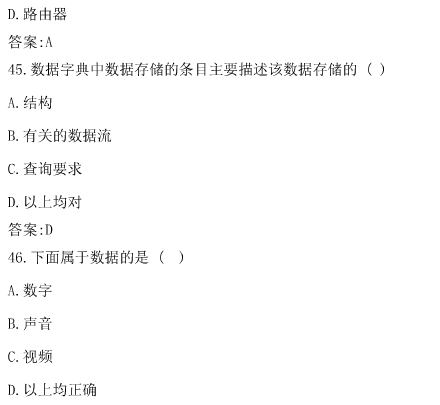 D.路由器
答案:A
45.数据字典中数据存储的条目主要描述该数据存储的（ ）
A.结构
B.有关的数据流
C.查询要求
D.以上均对
答案:D
46.下面属于数据的是（ ）
A.数字
B.声音
C.视频
D.以上均正确